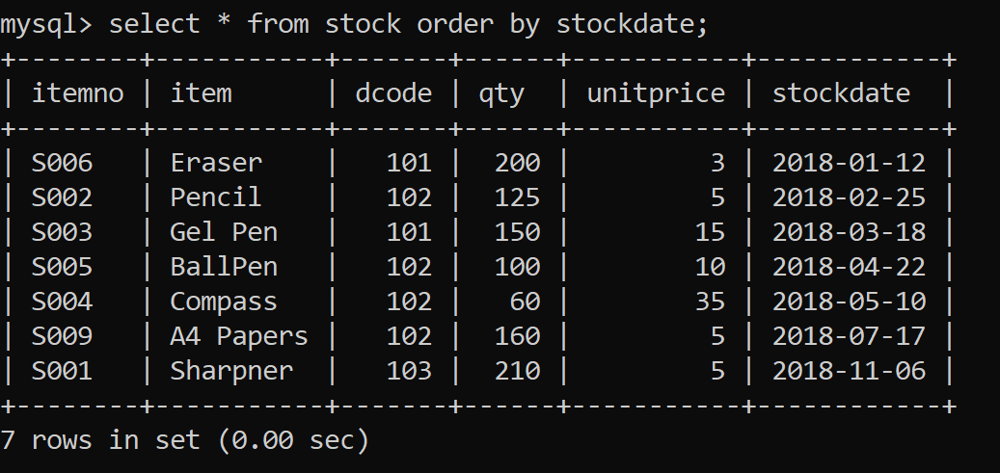 mysql> select * from stock order by stockdate;
+--------+-----------+-------+------+-----------+------------+
| itemno | item      | dcode | qty  | unitprice | stockdate  |
+--------+-----------+-------+------+-----------+------------+
| S006   | Eraser    |   101 |  200 |         3 | 2018-01-12 |
| S002   | Pencil    |   102 |  125 |         5 | 2018-02-25 |
| S003   | Gel Pen   |   101 |  150 |        15 | 2018-03-18 |
| S005   | BallPen   |   102 |  100 |        10 | 2018-04-22 |
| S004   | Compass   |   102 |   60 |        35 | 2018-05-10 |
| S009   | A4 Papers |   102 |  160 |         5 | 2018-07-17 |
| S001   | Sharpner  |   103 |  210 |         5 | 2018-11-06 |
+--------+-----------+-------+------+-----------+------------+
7 rows in set (0.00 sec)